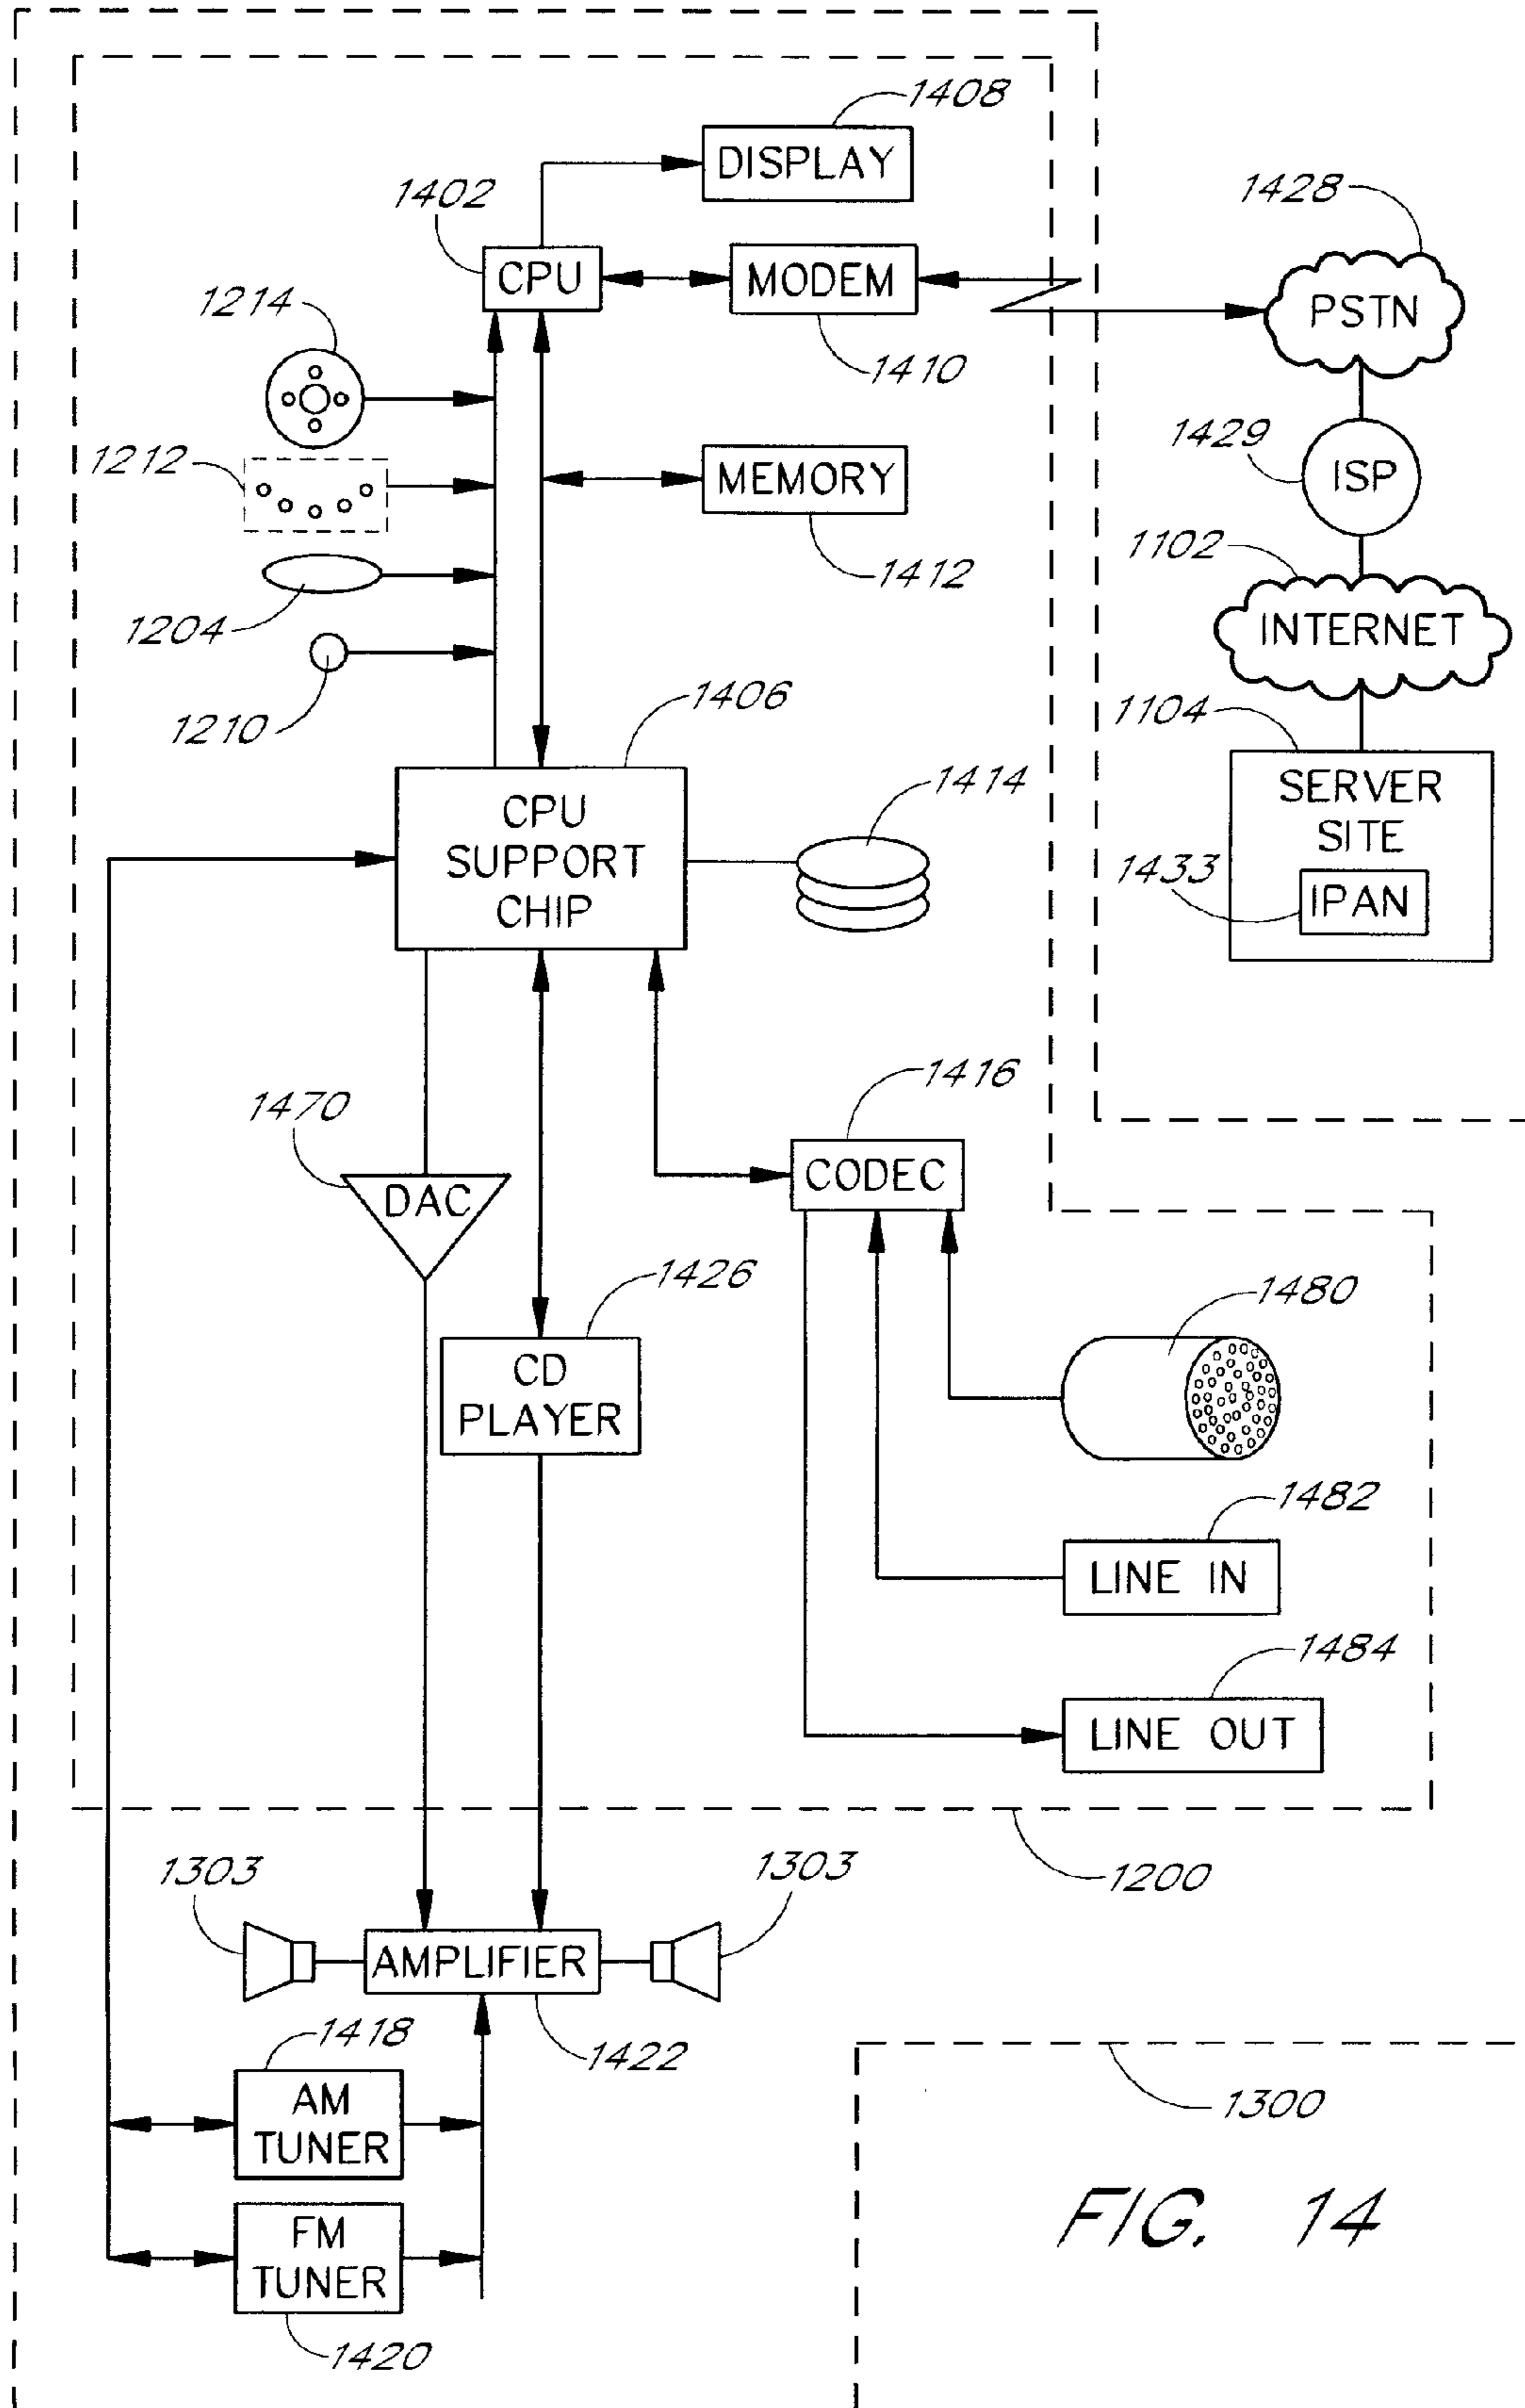 1408
DISPLAY
1402
CPU
MODEM
1410
1428
PSTN
1214
1429
ISP
1212
MEMORY
1412
1102
INTERNET
1204
1210
1406
1104
SERVER
SITE
1433
IPAN
CPU
SUPPORT
CHIP
1414
1470
DAC
1416
CODEC
1426
CD
PLAYER
1480
1482
LINE IN
1484
LINE OUT
1200
1303
1303
AMPLIFIER
1422
1418
AM
TUNER
FM
TUNER
1420
1300
FIG. 14